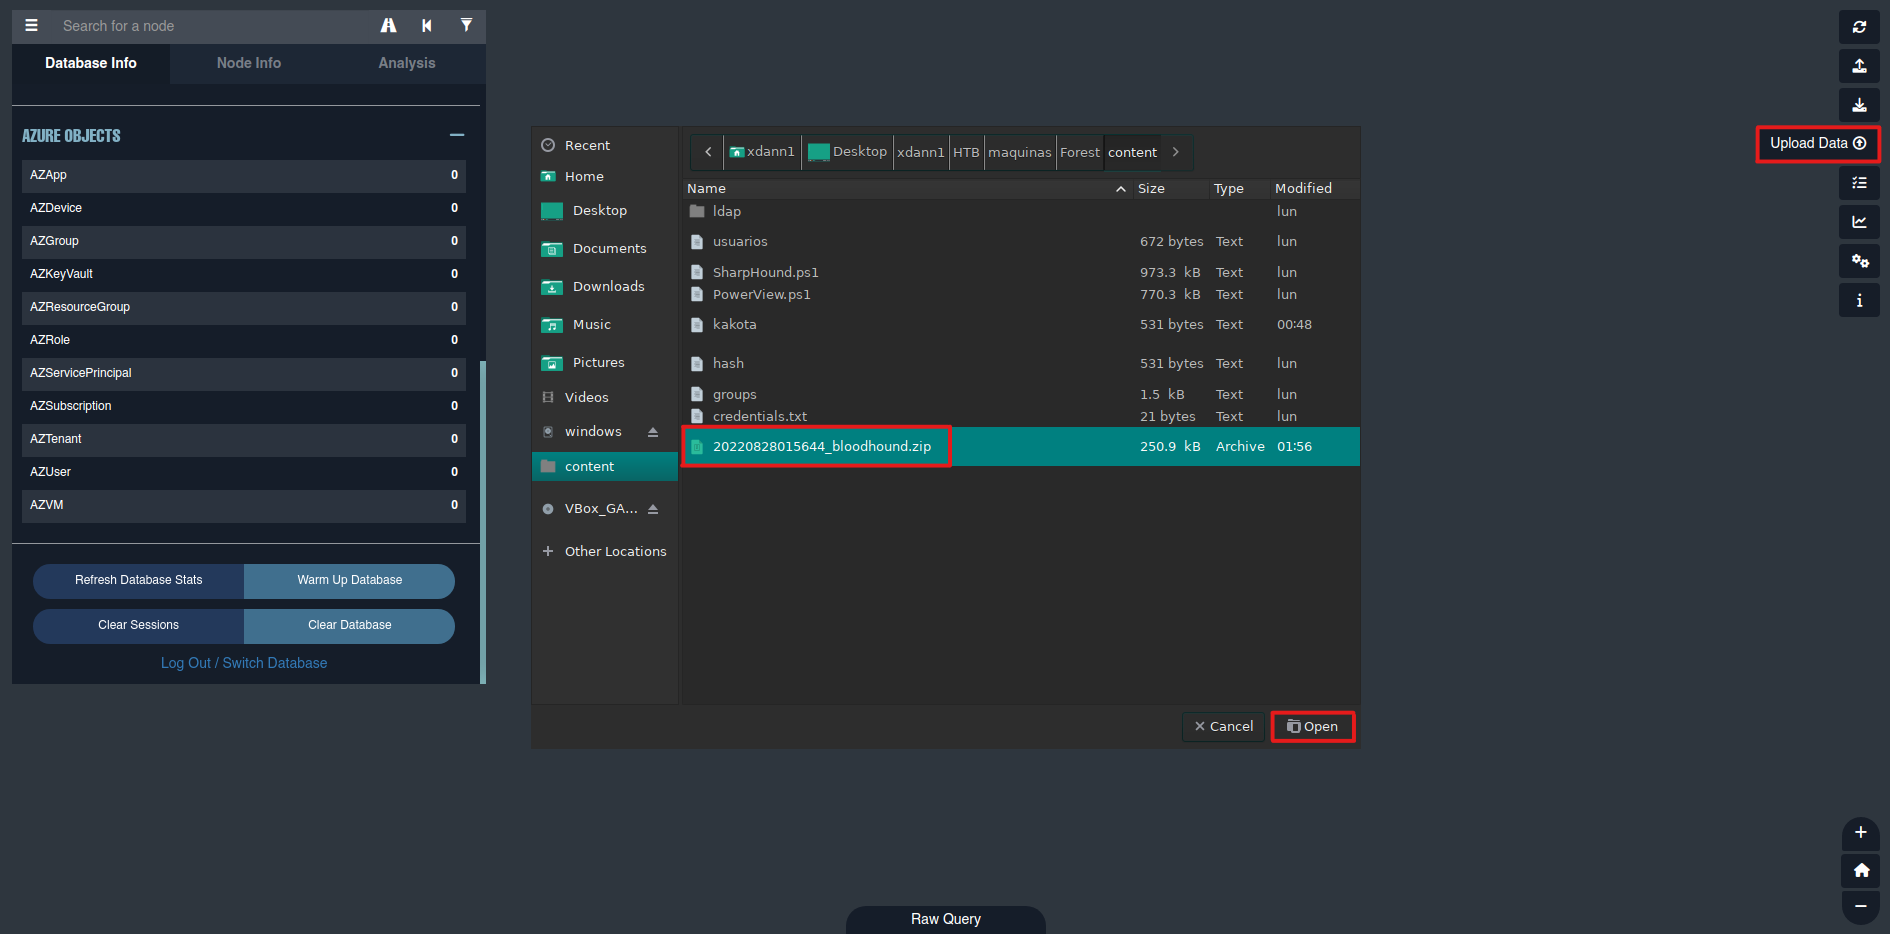 Search for a node
Database Info Node Info Analysis
AZURE OBJECTS
AZApp 0
AZDevice 0
AZGroup 0
AZKeyVault 0
AZResourceGroup 0
AZRole 0
AZServicePrincipal 0
AZSubscription 0
AZTenant 0
AZUser 0
AZVM 0
Refresh Database Stats Warm Up Database
Clear Sessions Clear Database
Log Out / Switch Database
Recent
Home
Desktop
Documents
Downloads
Music
Pictures
Videos
windows
content
VBox_GA...
Other Locations
xdann1 Desktop xdann1 HTB maquinas Forest content
Name Size Type Modified
ldap lun
usuarios 672 bytes Text lun
SharpHound.ps1 973.3 kB Text lun
PowerView.ps1 770.3 kB Text lun
kakota 531 bytes Text 00:48
hash 531 bytes Text lun
groups 1.5 kB Text lun
credentials.txt 21 bytes Text lun
20220828015644_bloodhound.zip 250.9 kB Archive 01:56
Cancel Open
Upload Data
Raw Query